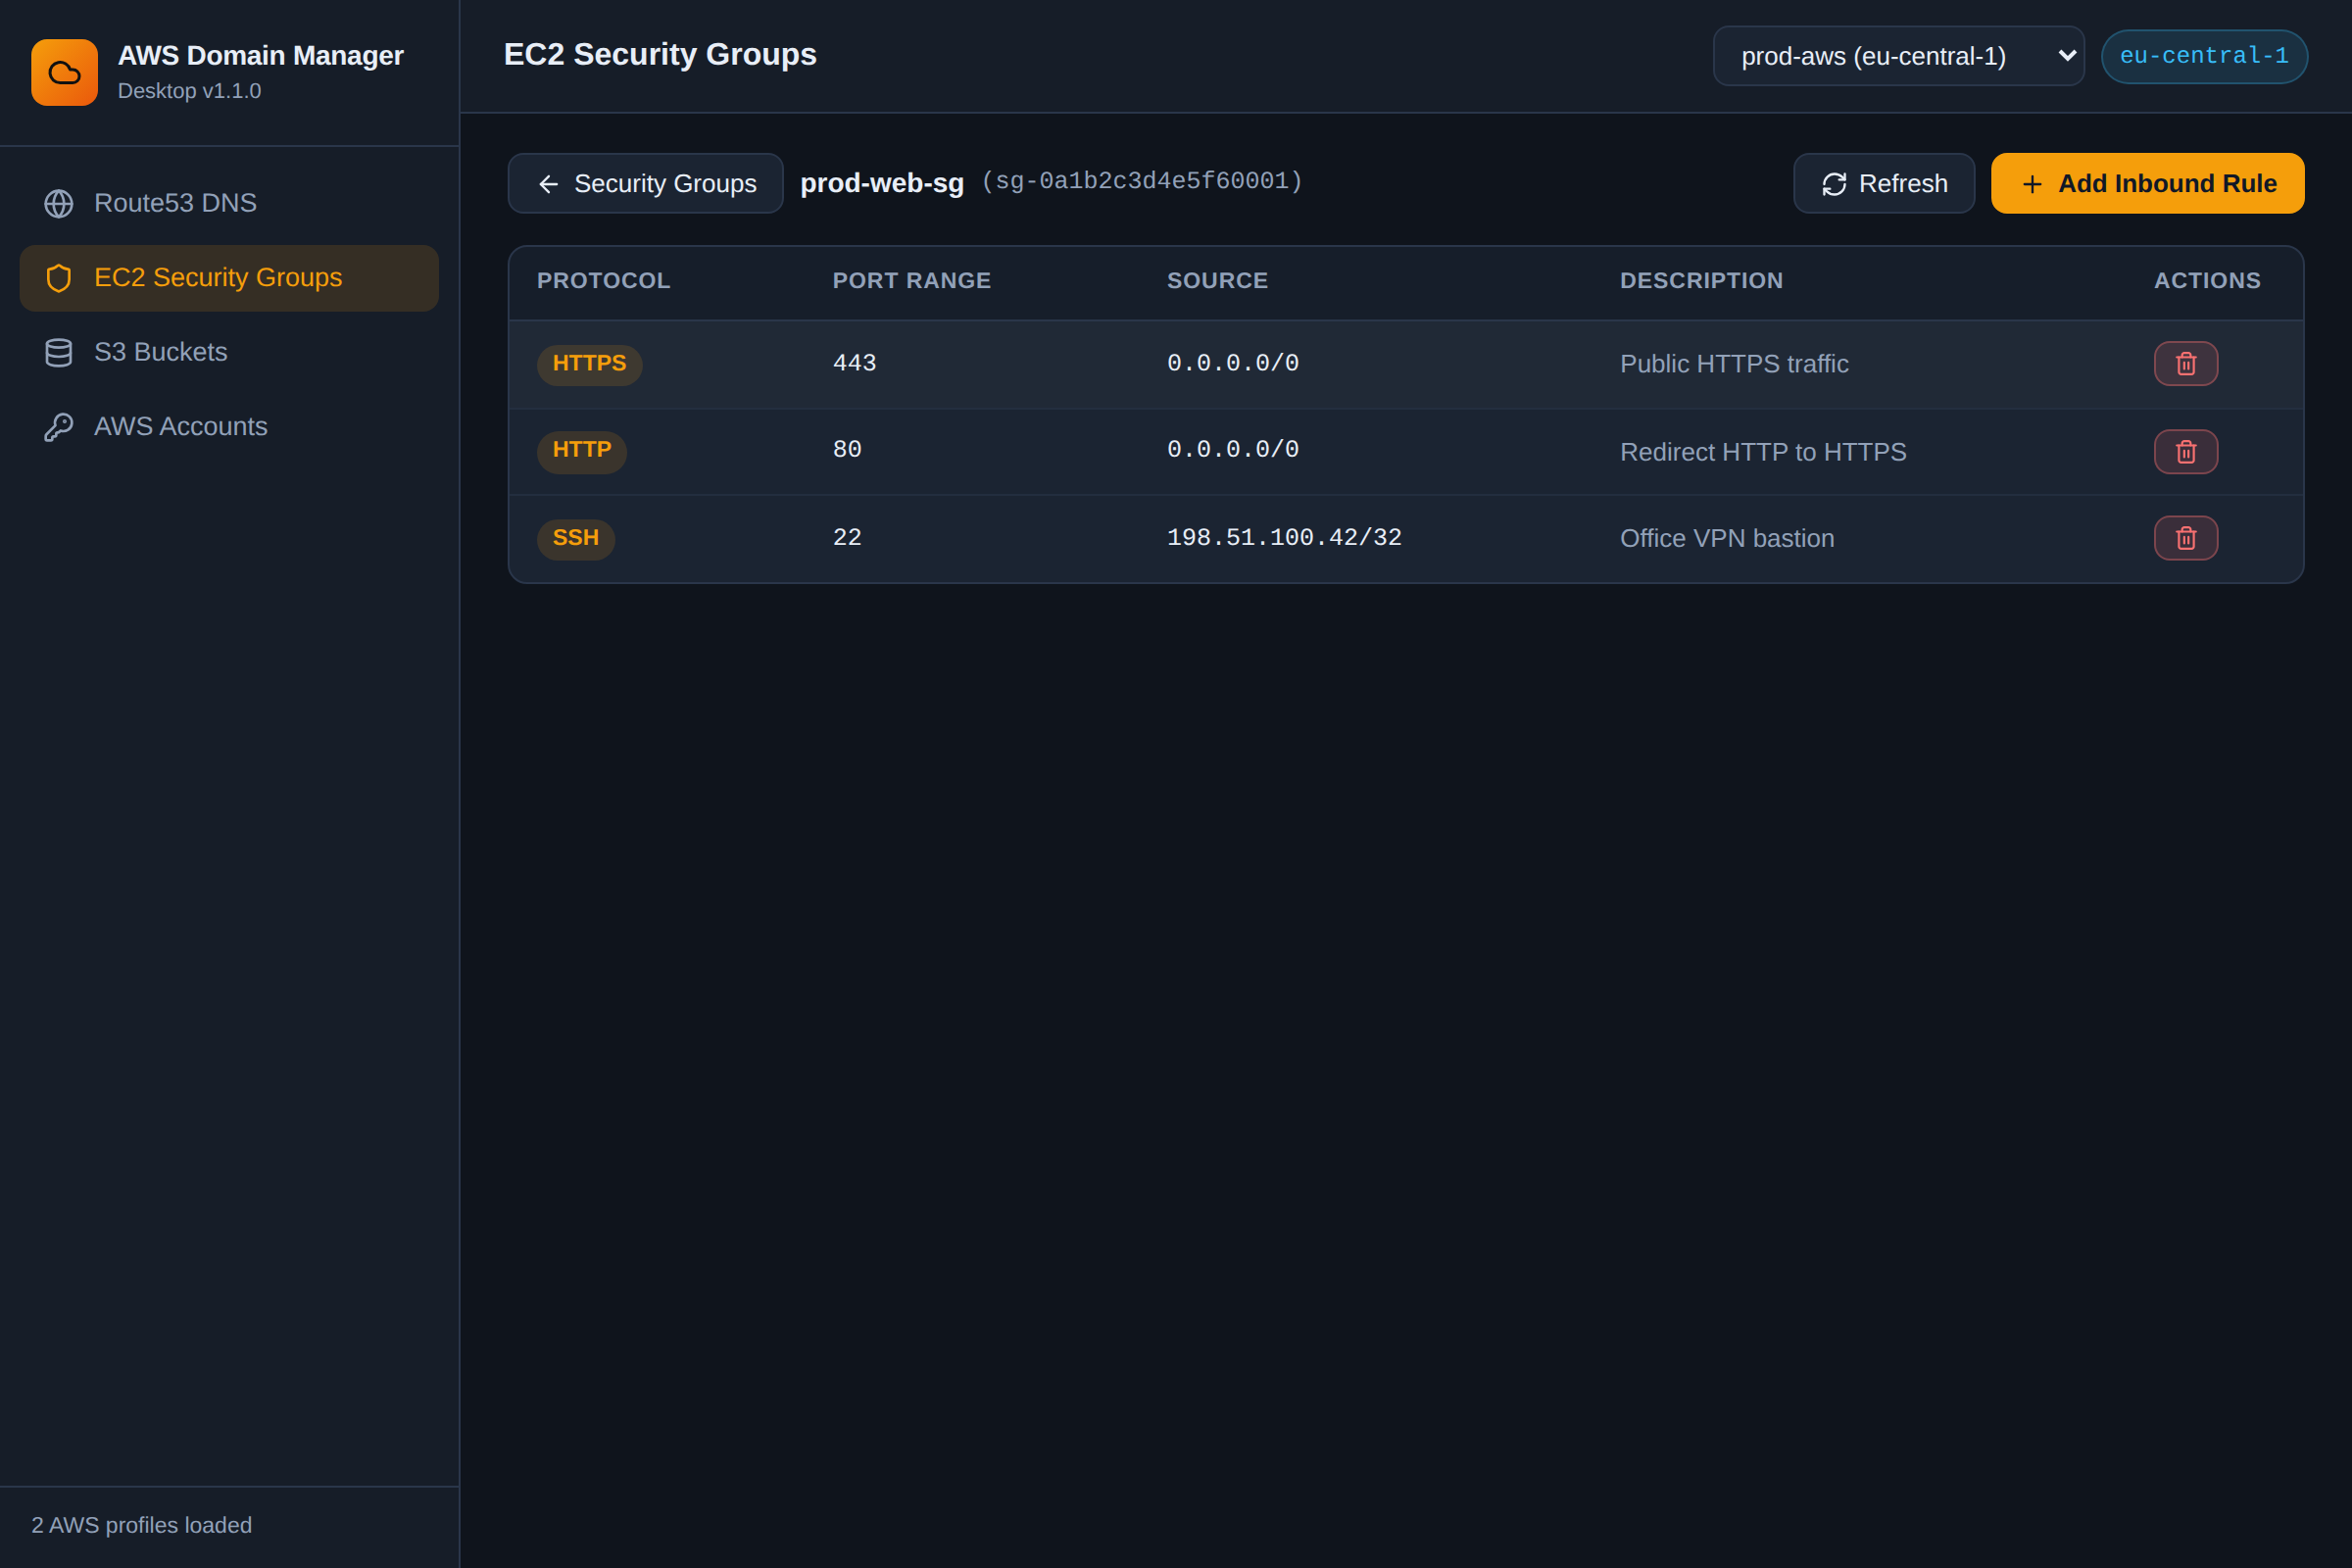 AWS Domain Manager
Desktop v1.1.0
Route53 DNS
EC2 Security Groups
S3 Buckets
AWS Accounts
2 AWS profiles loaded
EC2 Security Groups
prod-aws (eu-central-1)
eu-central-1
Security Groups
prod-web-sg (sg-0a1b2c3d4e5f60001)
Refresh
Add Inbound Rule
PROTOCOL PORT RANGE SOURCE DESCRIPTION ACTIONS
HTTPS 443 0.0.0.0/0 Public HTTPS traffic
HTTP 80 0.0.0.0/0 Redirect HTTP to HTTPS
SSH 22 198.51.100.42/32 Office VPN bastion